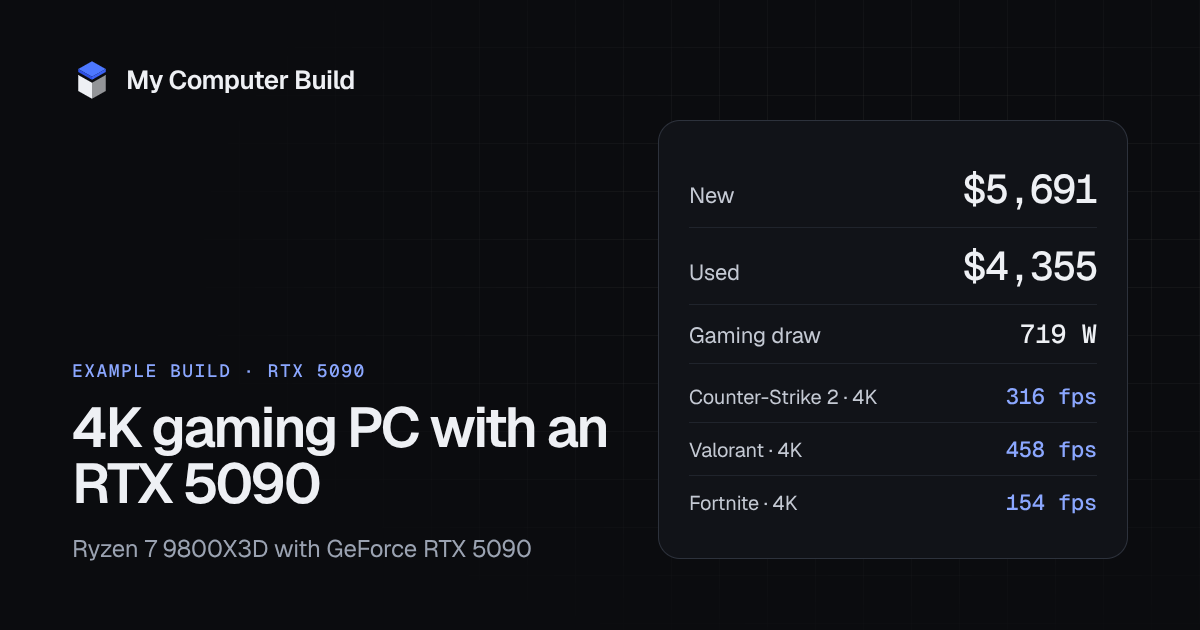 My Computer Build
EXAMPLE BUILD · RTX 5090
4K gaming PC with an
RTX 5090
Ryzen 7 9800X3D with GeForce RTX 5090
New $5,691
Used $4,355
Gaming draw 719 W
Counter-Strike 2 · 4K 316 fps
Valorant · 4K 458 fps
Fortnite · 4K 154 fps